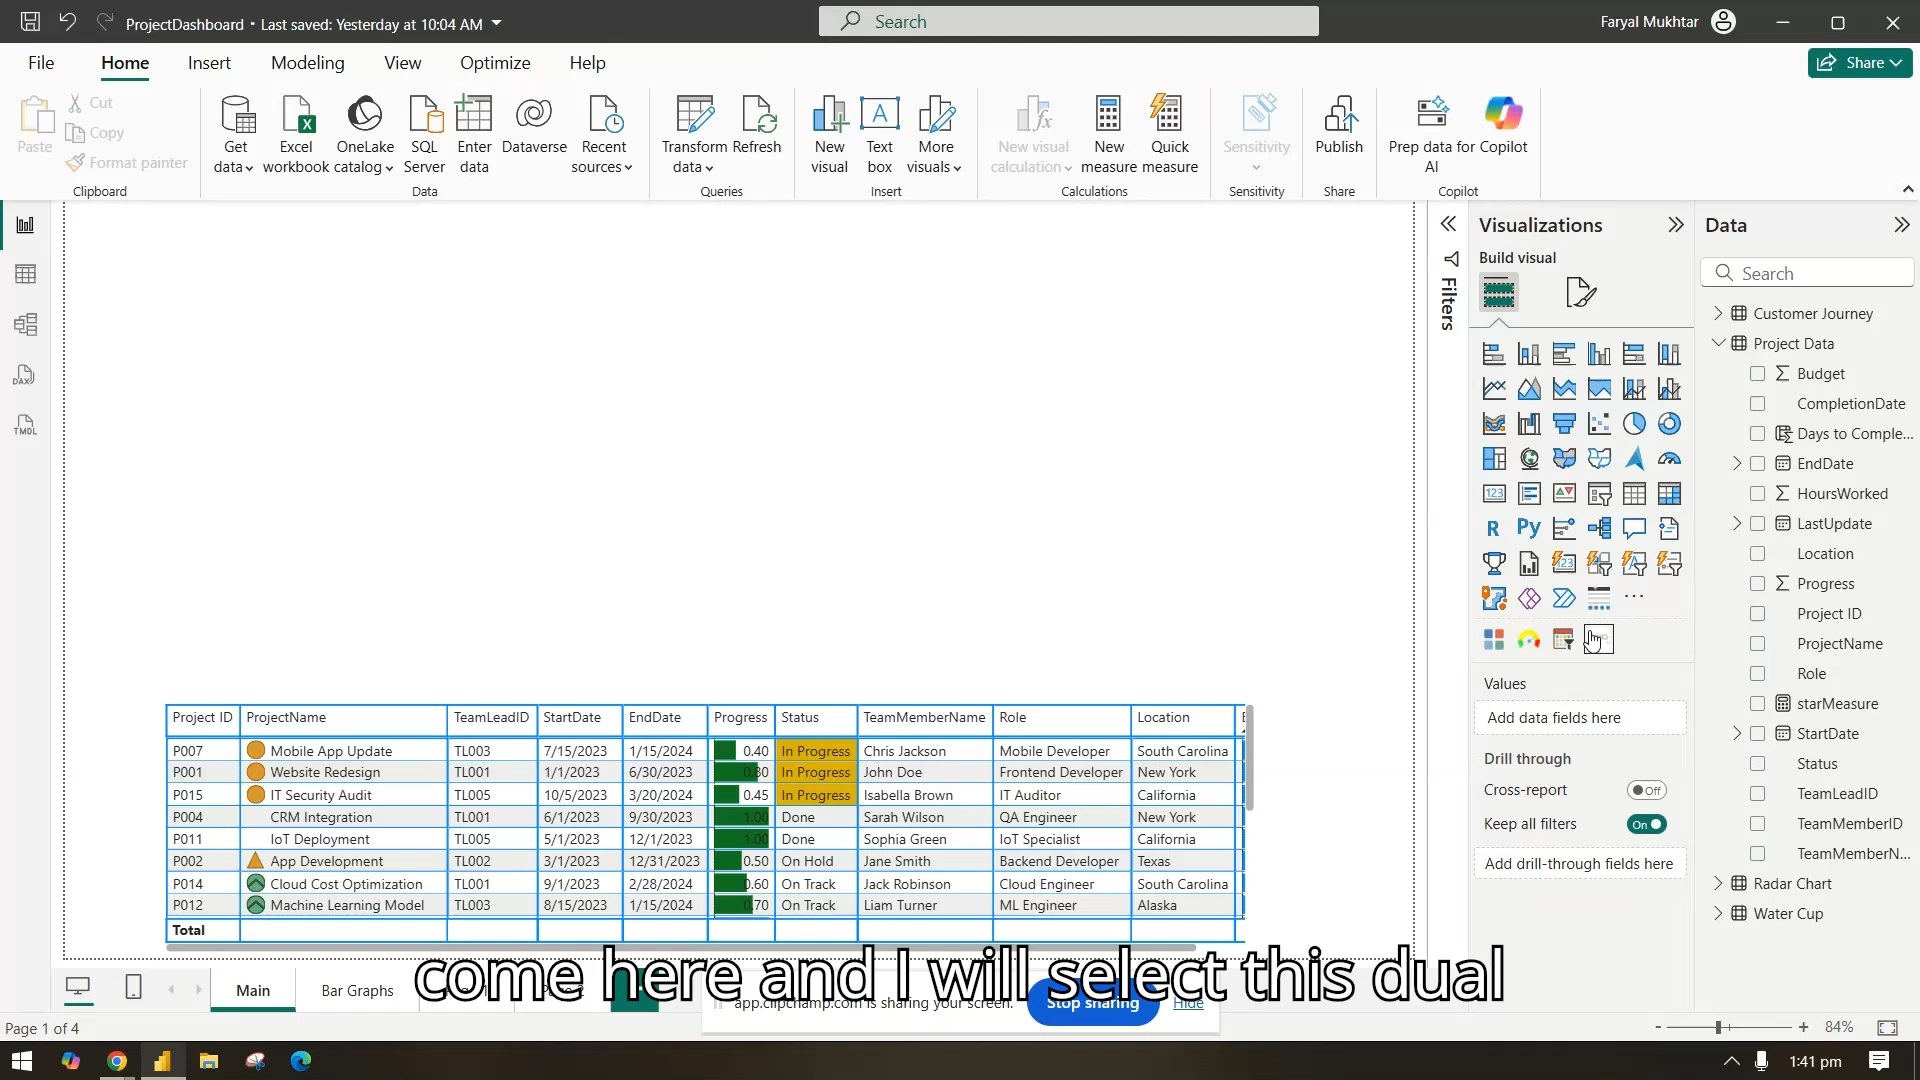 ProjectDashboard • Last saved: Yesterday at 10:04 AM
Search
Faryal Mukhtar
File
Home
Insert
Modeling
View
Optimize
Help
Share
Paste
Cut
Copy
Format painter
Clipboard
Get data
Excel workbook
OneLake catalog
SQL Server
Enter data
Dataverse
Recent sources
Data
Transform data
Refresh
Queries
New visual
Text box
More visuals
Insert
New visual calculation
New measure
Quick measure
Calculations
Sensitivity
Sensitivity
Publish
Share
Prep data for AI
Copilot
Copilot
DAX
TMDL
Filters
Visualizations
Build visual
R
Py
Values
Add data fields here
Drill through
Cross-report
Off
Keep all filters
On
Add drill-through fields here
Data
Search
Customer Journey
Project Data
Budget
CompletionDate
Days to Comple...
EndDate
HoursWorked
LastUpdate
Location
Progress
Project ID
ProjectName
Role
starMeasure
StartDate
Status
TeamLeadID
TeamMemberID
TeamMemberN...
Radar Chart
Water Cup
Project ID ProjectName TeamLeadID StartDate EndDate Progress Status TeamMemberName Role Location
P007 Mobile App Update TL003 7/15/2023 1/15/2024 0.40 In Progress Chris Jackson Mobile Developer South Carolina
P001 Website Redesign TL001 1/1/2023 6/30/2023 0.80 In Progress John Doe Frontend Developer New York
P015 IT Security Audit TL005 10/5/2023 3/20/2024 0.45 In Progress Isabella Brown IT Auditor California
P004 CRM Integration TL001 6/1/2023 9/30/2023 1.00 Done Sarah Wilson QA Engineer New York
P011 IoT Deployment TL005 5/1/2023 12/1/2023 1.00 Done Sophia Green IoT Specialist California
P002 App Development TL002 3/1/2023 12/31/2023 0.50 On Hold Jane Smith Backend Developer Texas
P014 Cloud Cost Optimization TL001 9/1/2023 2/28/2024 0.60 On Track Jack Robinson Cloud Engineer South Carolina
P012 Machine Learning Model TL003 8/15/2023 1/15/2024 0.70 On Track Liam Turner ML Engineer Alaska
Total
come here and I will select this dual
Main
Bar Graphs
app.clipchamp.com is sharing your screen.
Stop sharing
Hide
Page 1 of 4
84%
1:41 pm